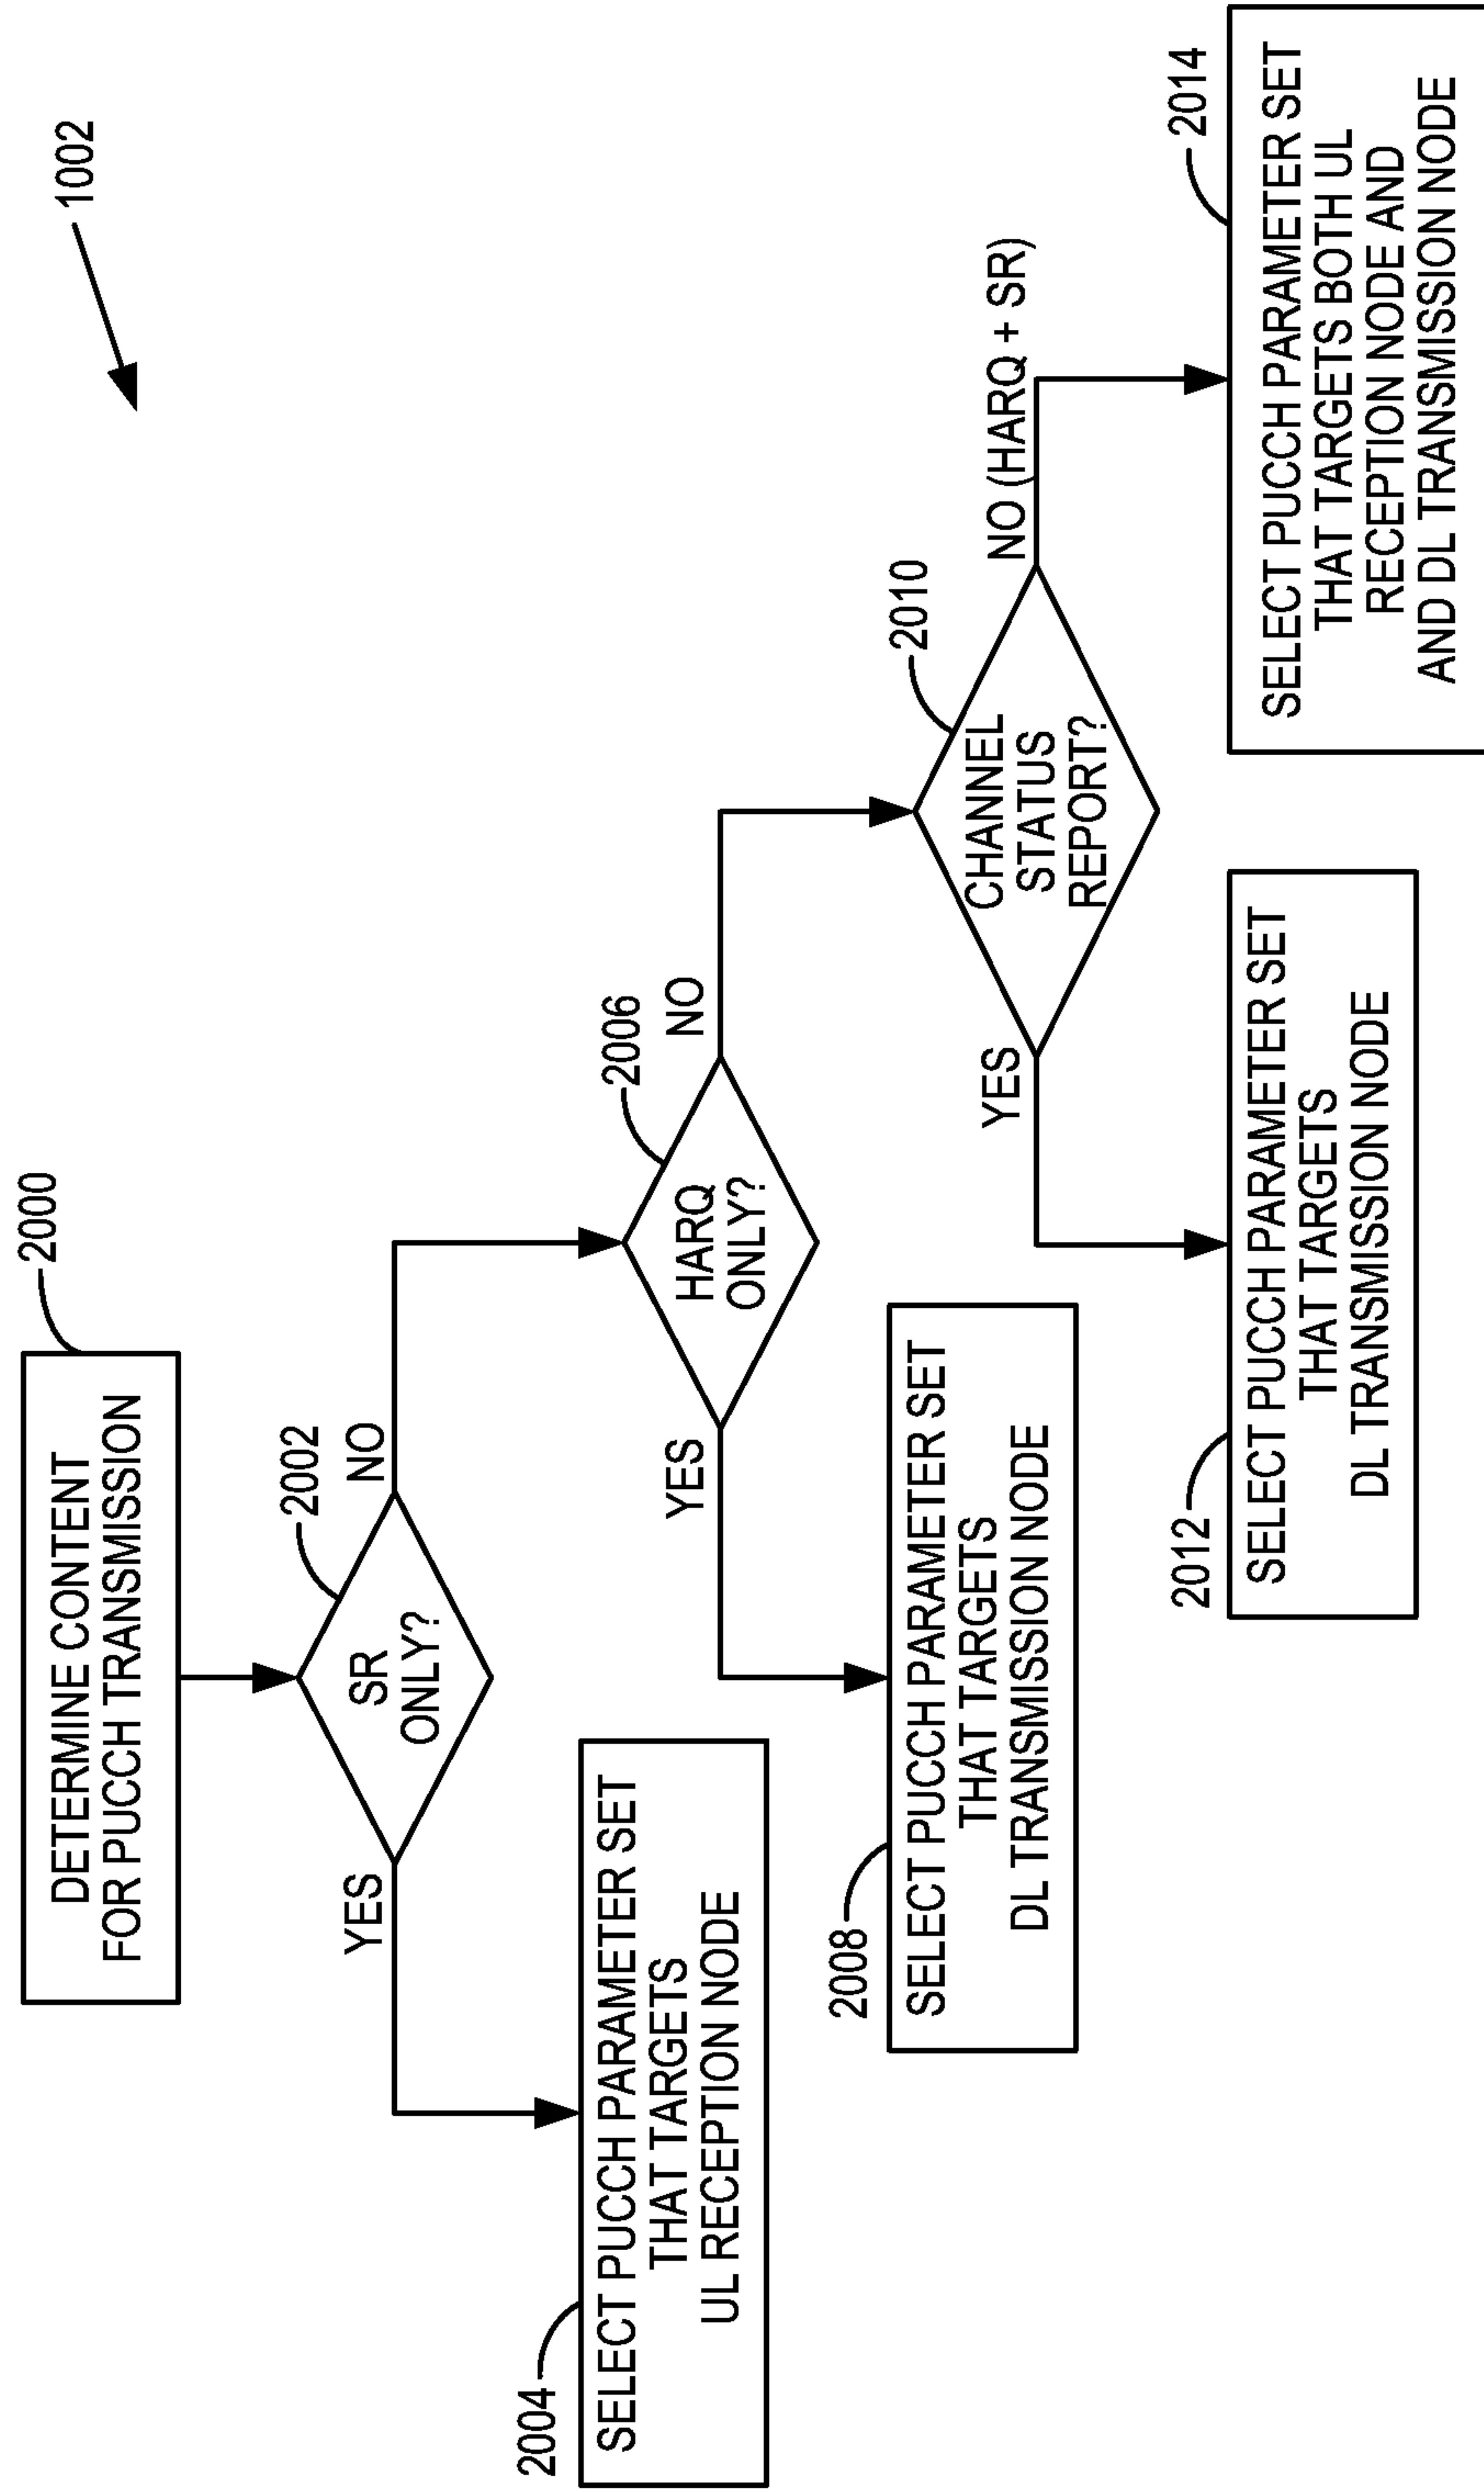 1002
2000
DETERMINE CONTENT
FOR PUCCH TRANSMISSION
2002
SR
ONLY?
YES
NO
2004
SELECT PUCCH PARAMETER SET
THAT TARGETS
UL RECEPTION NODE
2006
HARQ
ONLY?
YES
NO
2008
SELECT PUCCH PARAMETER SET
THAT TARGETS
DL TRANSMISSION NODE
2010
CHANNEL
STATUS
REPORT?
YES
NO (HARQ + SR)
2012
SELECT PUCCH PARAMETER SET
THAT TARGETS
DL TRANSMISSION NODE
2014
SELECT PUCCH PARAMETER SET
THAT TARGETS BOTH UL
RECEPTION NODE AND
AND DL TRANSMISSION NODE